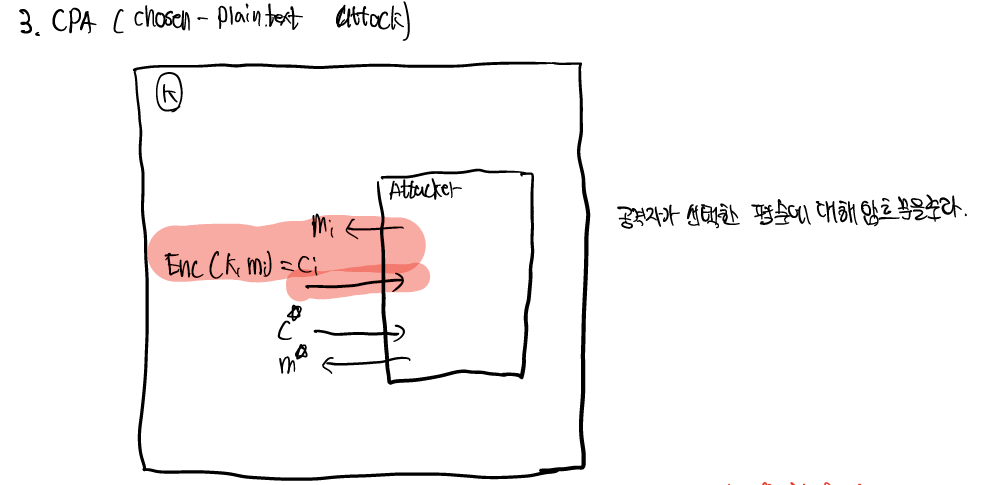 3. CPA (chosen-plaintext attack)
k
Attacker
mi
공격자가 선택한 평문에 대해 암호문을 준다.
Enc(k, mi) = ci
c*
m*